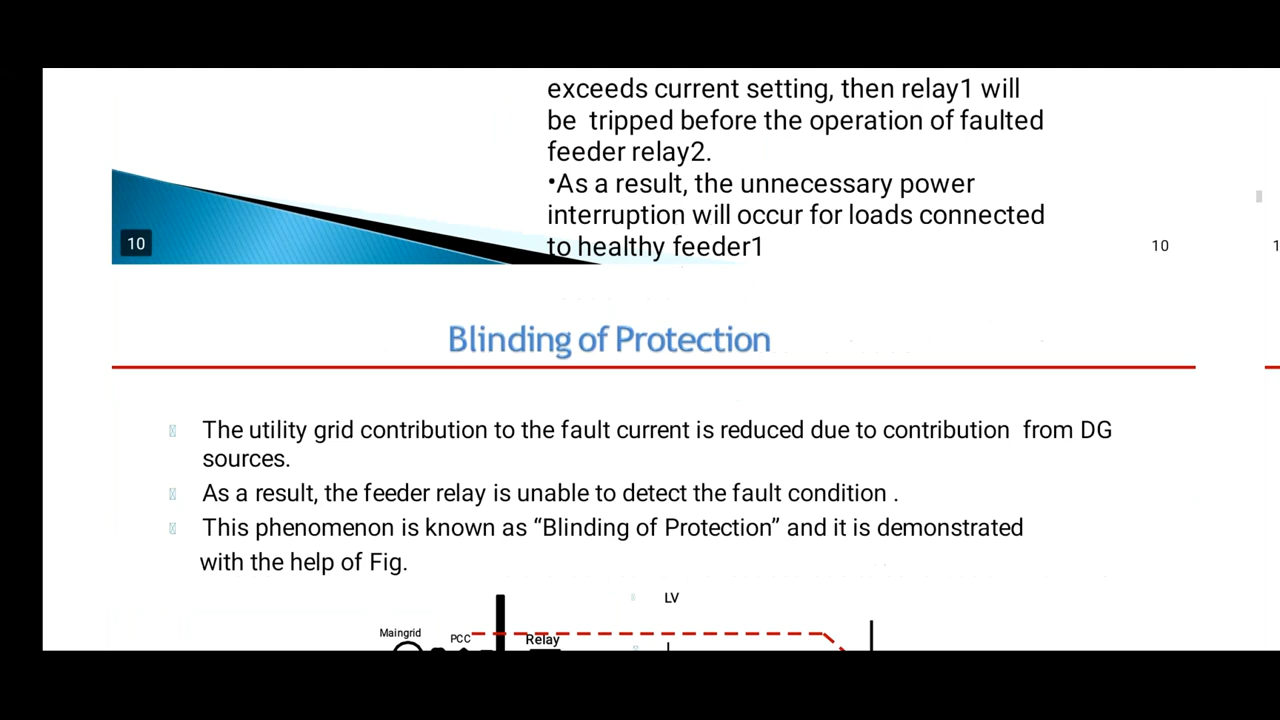 exceeds current setting, then relay1 will
be tripped before the operation of faulted
feeder relay2.
•As a result, the unnecessary power
interruption will occur for loads connected
to healthy feeder1
10
10
1
Blinding of Protection
The utility grid contribution to the fault current is reduced due to contribution from DG
sources.
As a result, the feeder relay is unable to detect the fault condition .
This phenomenon is known as “Blinding of Protection” and it is demonstrated
with the help of Fig.
LV
Maingrid
PCC
Relay